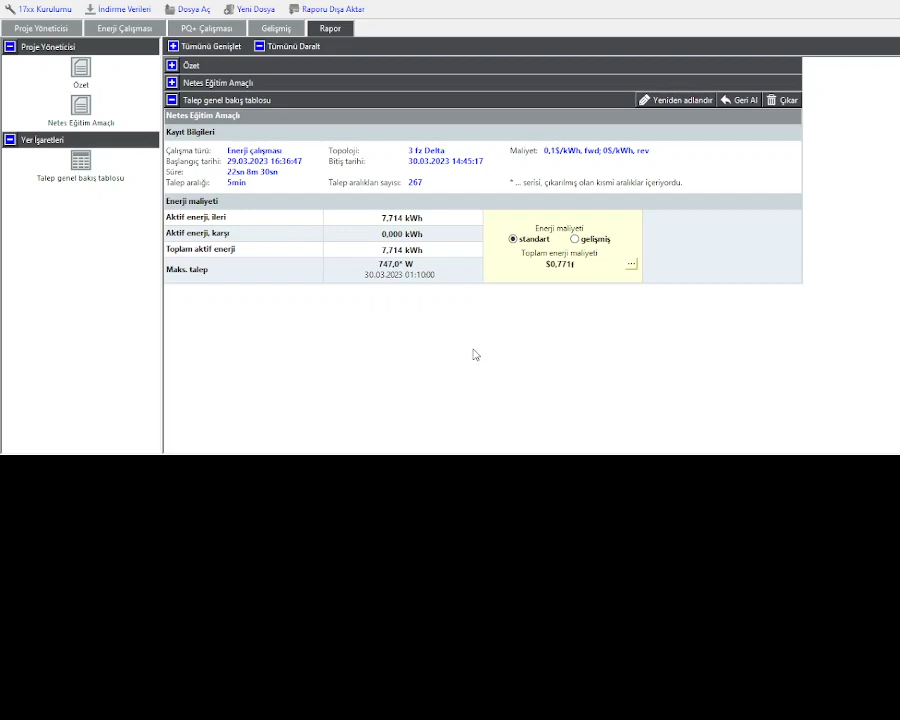 17xx Kurulumu İndirme Verileri Dosya Aç Yeni Dosya Raporu Dışa Aktar
Proje Yöneticisi Enerji Çalışması PQ+ Çalışması Gelişmiş Rapor
Proje Yöneticisi
Özet
Netes Eğitim Amaçlı
Yer İşaretleri
Talep genel bakış tablosu
Tümünü Genişlet Tümünü Daralt
Özet
Netes Eğitim Amaçlı
Talep genel bakış tablosu Yeniden adlandır Geri Al Çıkar
Netes Eğitim Amaçlı
Kayıt Bilgileri
Çalışma türü: Enerji çalışması Topoloji: 3 fz Delta Maliyet: 0,1$/kWh, fwd; 0$/kWh, rev
Başlangıç tarihi: 29.03.2023 16:36:47 Bitiş tarihi: 30.03.2023 14:45:17
Süre: 22sn 8m 30sn
Talep aralığı: 5min Talep aralıkları sayısı: 267 * ... serisi, çıkarılmış olan kısmi aralıklar içeriyordu.
Enerji maliyeti
Aktif enerji, ileri 7,714 kWh
Aktif enerji, karşı 0,000 kWh
Toplam aktif enerji 7,714 kWh
Maks. talep 747,0* W
30.03.2023 01:10:00
Enerji maliyeti
standart gelişmiş
Toplam enerji maliyeti
$0,771f
...